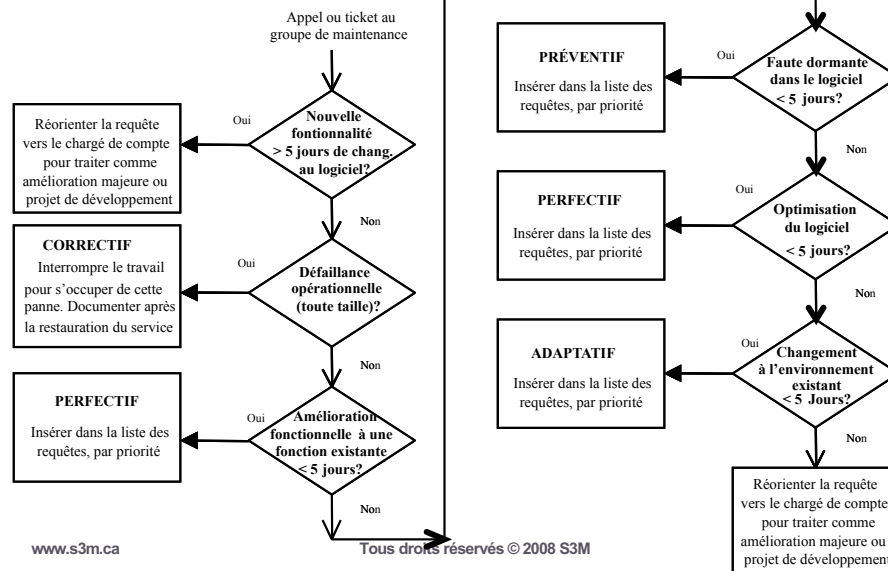 Appel ou ticket au
groupe de maintenance
Nouvelle
fontionnalité
> 5 jours de chang.
au logiciel?
Oui
Réorienter la requête
vers le chargé de compte
pour traiter comme
amélioration majeure ou
projet de développement
Non
Défaillance
opérationnelle
(toute taille)?
Oui
CORRECTIF
Interrompre le travail
pour s'occuper de cette
panne. Documenter après
la restauration du service
Non
Amélioration
fonctionnelle à une
fonction existante
< 5 jours?
Oui
PERFECTIF
Insérer dans la liste des
requêtes, par priorité
Non
Faute dormante
dans le logiciel
< 5 jours?
Oui
PRÉVENTIF
Insérer dans la liste des
requêtes, par priorité
Non
Optimisation
du logiciel
< 5 jours?
Oui
PERFECTIF
Insérer dans la liste des
requêtes, par priorité
Non
Changement
à l'environement
existant
< 5 Jours?
Oui
ADAPTATIF
Insérer dans la liste des
requêtes, par priorité
Non
Réorienter la requête
vers le chargé de compte
pour traiter comme
amélioration majeure ou
projet de développement
www.s3m.ca
Tous droits réservés © 2008 S3M